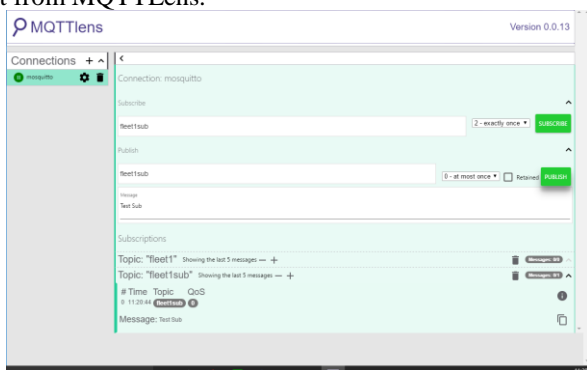 t from MQTTLens.
MQTTlens
Version 0.0.13
Connections + ^
mosquitto
<
Connection: mosquitto
Subscribe
fleet1sub
2 - exactly once
SUBSCRIBE
Publish
fleet1sub
0 - at most once
Retained
PUBLISH
Message
Test Sub
Subscriptions
Topic: "fleet1" Showing the last 5 messages — +
Topic: "fleet1sub" Showing the last 5 messages — +
# Time Topic QoS
0 11:20:44 fleet1sub 0
Message: Test Sub